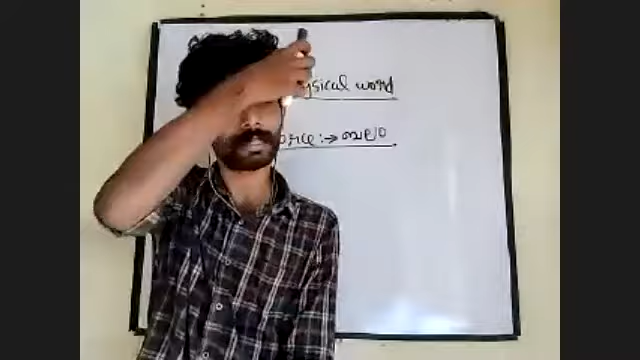 ysical world
orce :→ ബലം